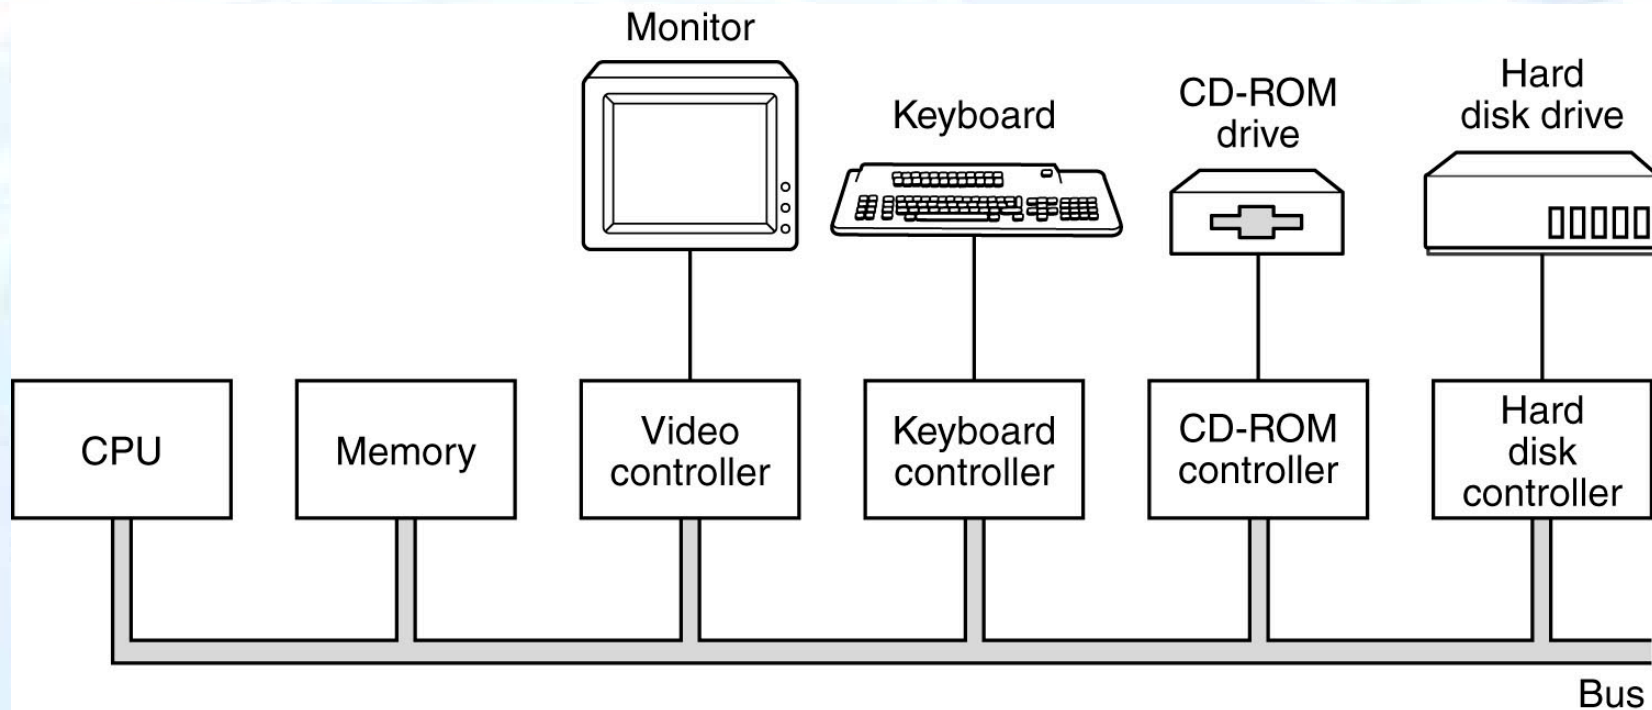 Monitor
Keyboard
CD-ROM
drive
Hard
disk drive
CPU
Memory
Video
controller
Keyboard
controller
CD-ROM
controller
Hard
disk
controller
Bus